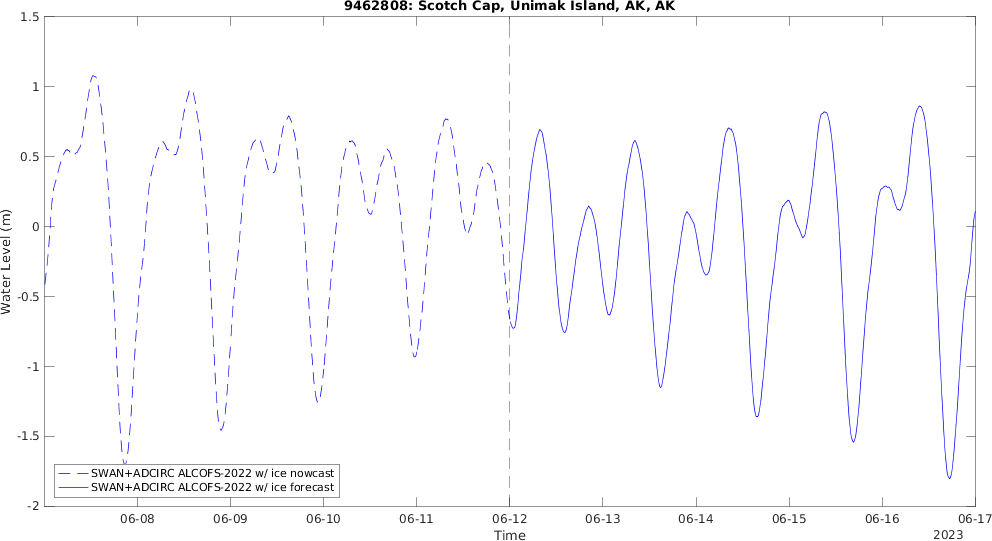 9462808: Scotch Cap, Unimak Island, AK, AK
Water Level (m)
1.5
1
0.5
0
-0.5
-1
-1.5
-2
SWAN+ADCIRC ALCOFS-2022 w/ ice nowcast
SWAN+ADCIRC ALCOFS-2022 w/ ice forecast
06-08 06-09 06-10 06-11 06-12 06-13 06-14 06-15 06-16 06-17
Time
2023